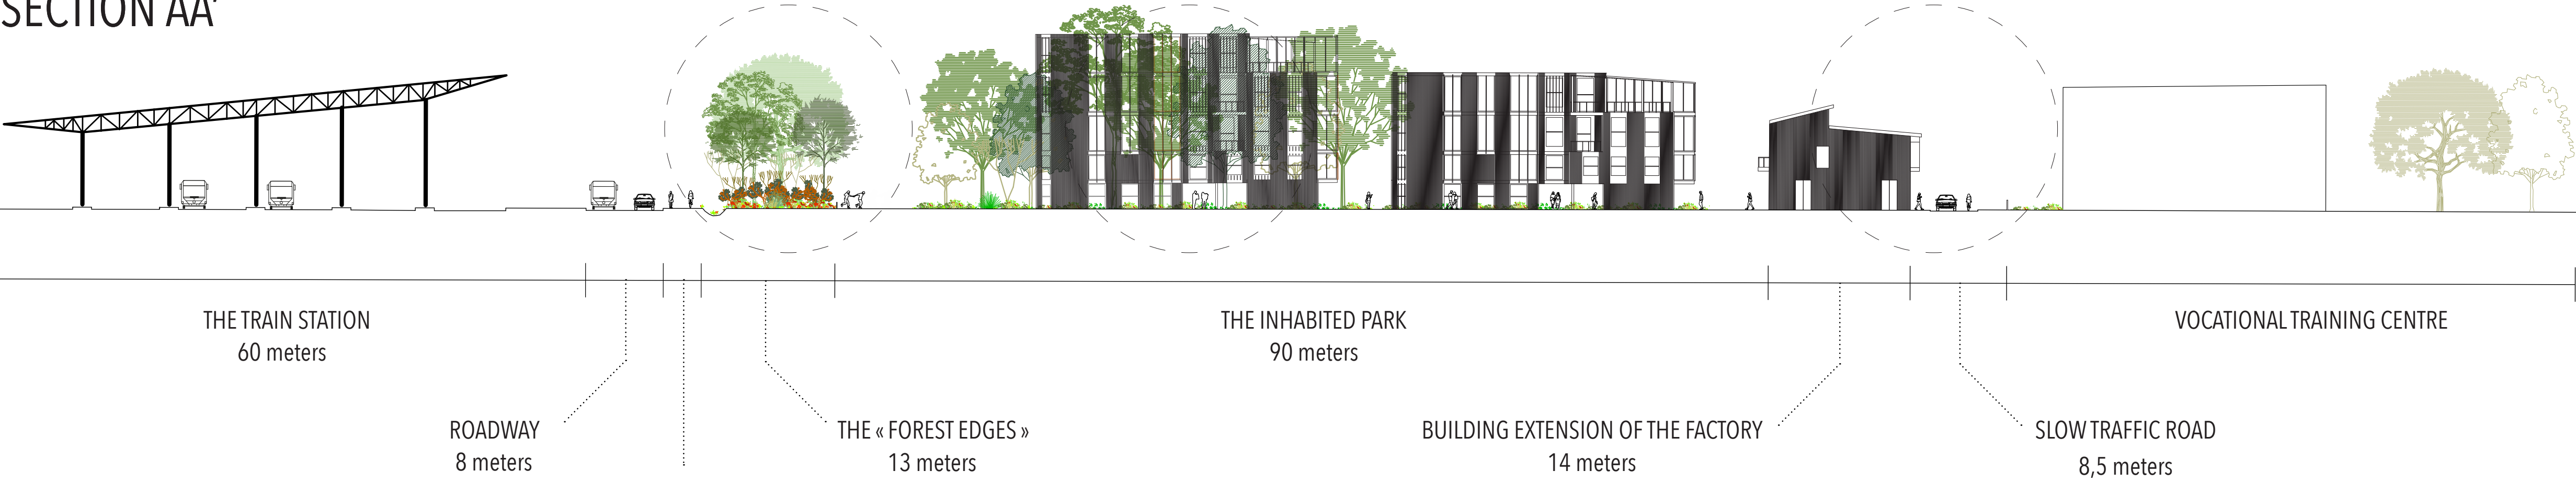 SECTION AA'
THE TRAIN STATION
60 meters
THE INHABITED PARK
90 meters
VOCATIONAL TRAINING CENTRE
ROADWAY
8 meters
THE « FOREST EDGES »
13 meters
BUILDING EXTENSION OF THE FACTORY
14 meters
SLOW TRAFFIC ROAD
8,5 meters